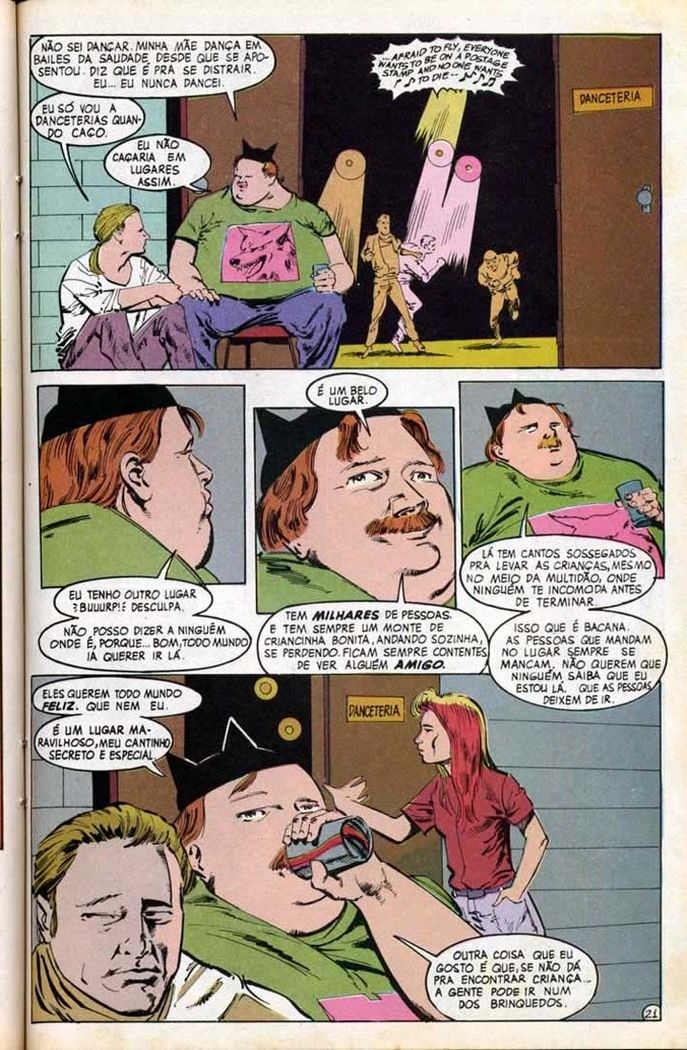 NÃO SEI DANÇAR. MINHA MÃE DANÇA EM
BAILES DA SAUDADE, DESDE QUE SE APO-
SENTOU. DIZ QUE É PRA SE DISTRAIR.
EU... EU NUNCA DANCEI.
EU SÓ VOU A
DANCETERIAS QUAN-
DO CAÇO.
EU NÃO
CAÇARIA EM
LUGARES
ASSIM.
...AFRAID TO FLY, EVERYONE
WANTS TO BE ON A POSTAGE
STAMP AND NO ONE WANTS
♪♪ TO DIE-- ♪♪♪
DANCETERIA
EU TENHO OUTRO LUGAR
?BUUURP!? DESCULPA.
NÃO POSSO DIZER A NINGUÉM
ONDE É, PORQUE... BOM, TODO MUNDO
IA QUERER IR LÁ.
É UM BELO
LUGAR.
TEM MILHARES DE PESSOAS.
E TEM SEMPRE UM MONTE DE
CRIANCINHA BONITA, ANDANDO SOZINHA,
SE PERDENDO. FICAM SEMPRE CONTENTES
DE VER ALGUÉM AMIGO.
LÁ TEM CANTOS SOSSEGADOS
PRA LEVAR AS CRIANÇAS, MESMO
NO MEIO DA MULTIDÃO, ONDE
NINGUÉM TE INCOMODA ANTES
DE TERMINAR.
ISSO QUE É BACANA.
AS PESSOAS QUE MANDAM
NO LUGAR SEMPRE SE
MANCAM. NÃO QUEREM QUE
NINGUÉM SAIBA QUE EU
ESTOU LÁ. QUE AS PESSOAS
DEIXEM DE IR.
ELES QUEREM TODO MUNDO
FELIZ. QUE NEM EU.
É UM LUGAR MA-
RAVILHOSO, MEU CANTINHO
SECRETO E ESPECIAL.
DANCETERIA
OUTRA COISA QUE EU
GOSTO É QUE, SE NÃO DÁ
PRA ENCONTRAR CRIANÇA...
A GENTE PODE IR NUM
DOS BRINQUEDOS.
21